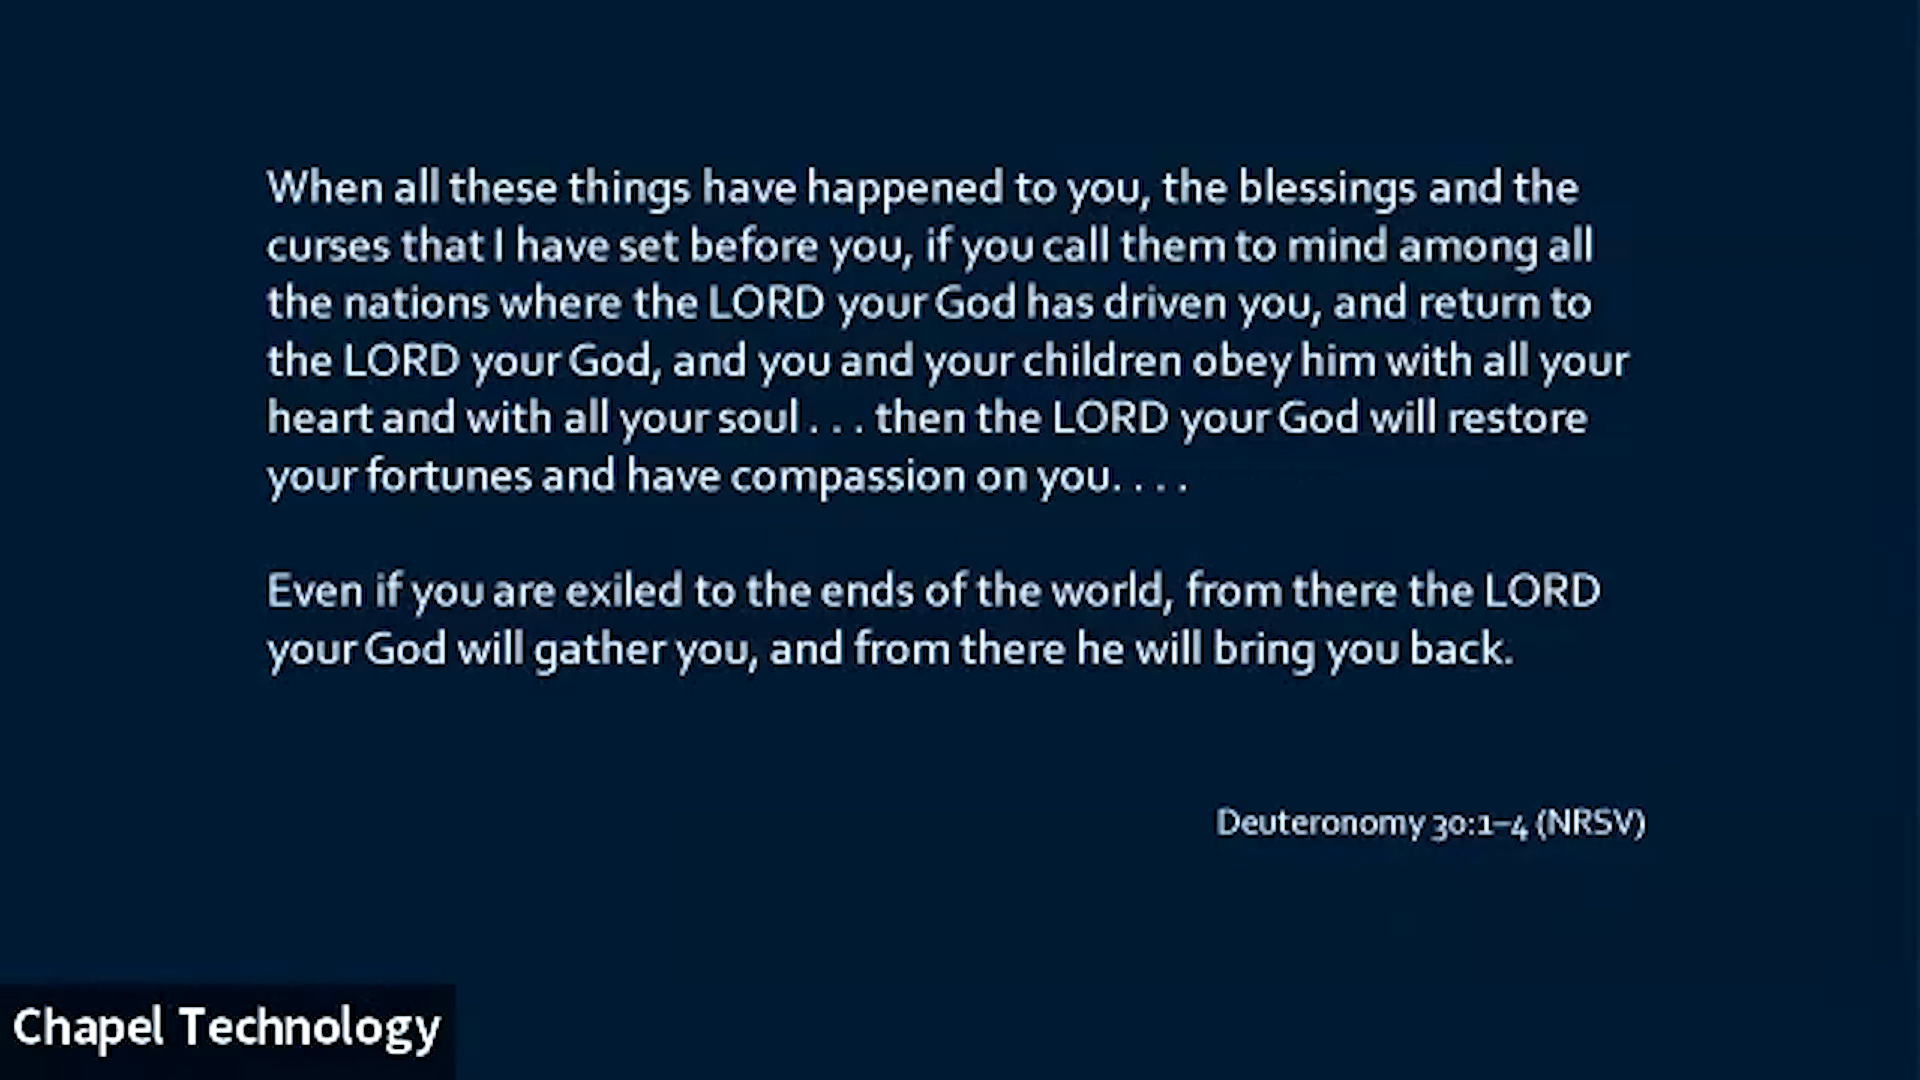 When all these things have happened to you, the blessings and the
curses that I have set before you, if you call them to mind among all
the nations where the LORD your God has driven you, and return to
the LORD your God, and you and your children obey him with all your
heart and with all your soul . . . then the LORD your God will restore
your fortunes and have compassion on you. . . .
Even if you are exiled to the ends of the world, from there the LORD
your God will gather you, and from there he will bring you back.
Deuteronomy 30:1–4 (NRSV)
Chapel Technology